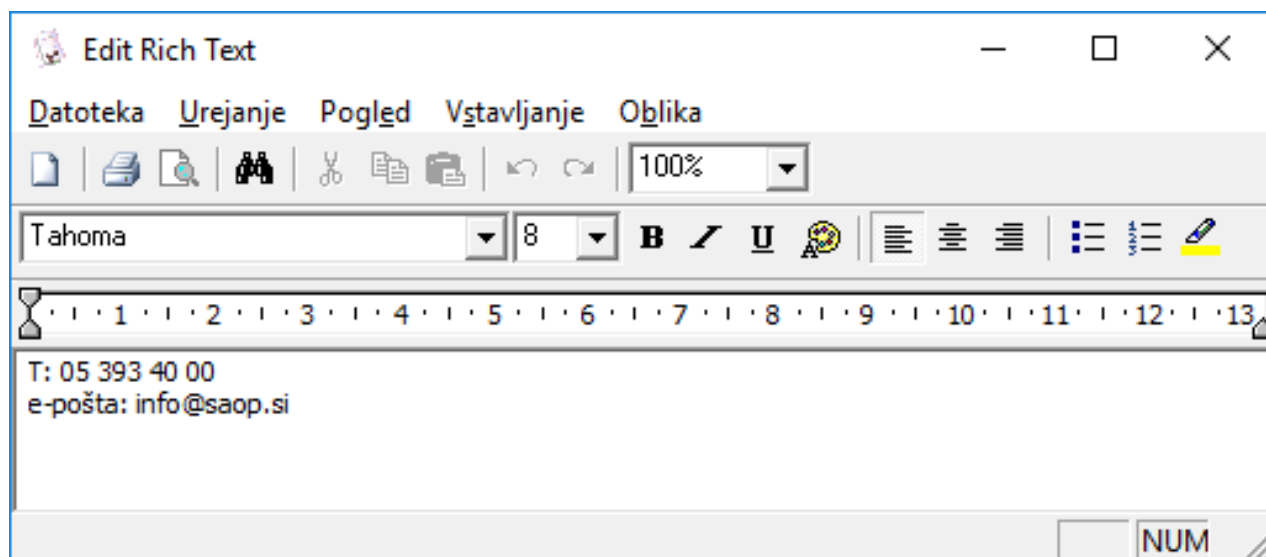 Edit Rich Text
Datoteka Urejanje Pogled Vstavljanje Oblika
100%
Tahoma 8 B I U
1 2 3 4 5 6 7 8 9 10 11 12 13
T: 05 393 40 00
e-pošta: info@saop.si
NUM